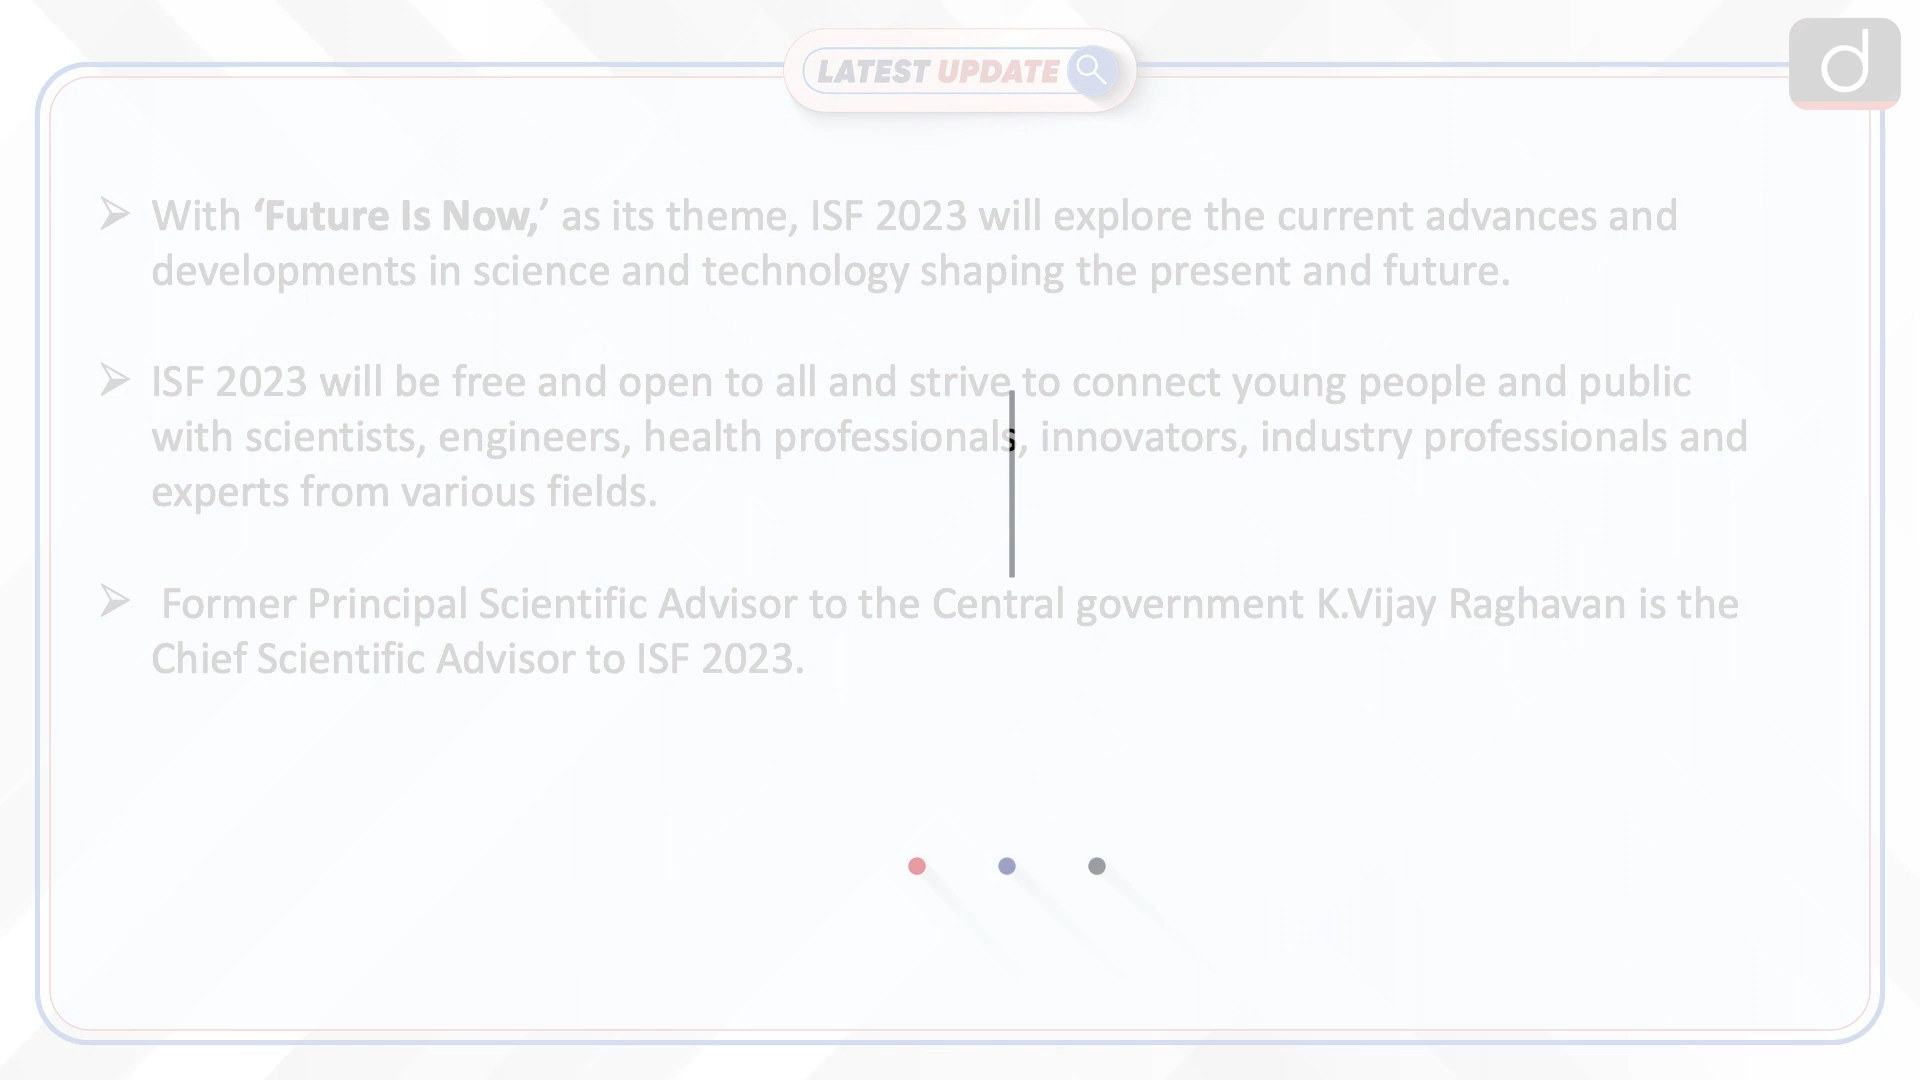 LATEST UPDATE
d
➢ With ‘Future Is Now,’ as its theme, ISF 2023 will explore the current advances and
developments in science and technology shaping the present and future.
➢ ISF 2023 will be free and open to all and strive to connect young people and public
with scientists, engineers, health professionals, innovators, industry professionals and
experts from various fields.
➢ Former Principal Scientific Advisor to the Central government K.Vijay Raghavan is the
Chief Scientific Advisor to ISF 2023.